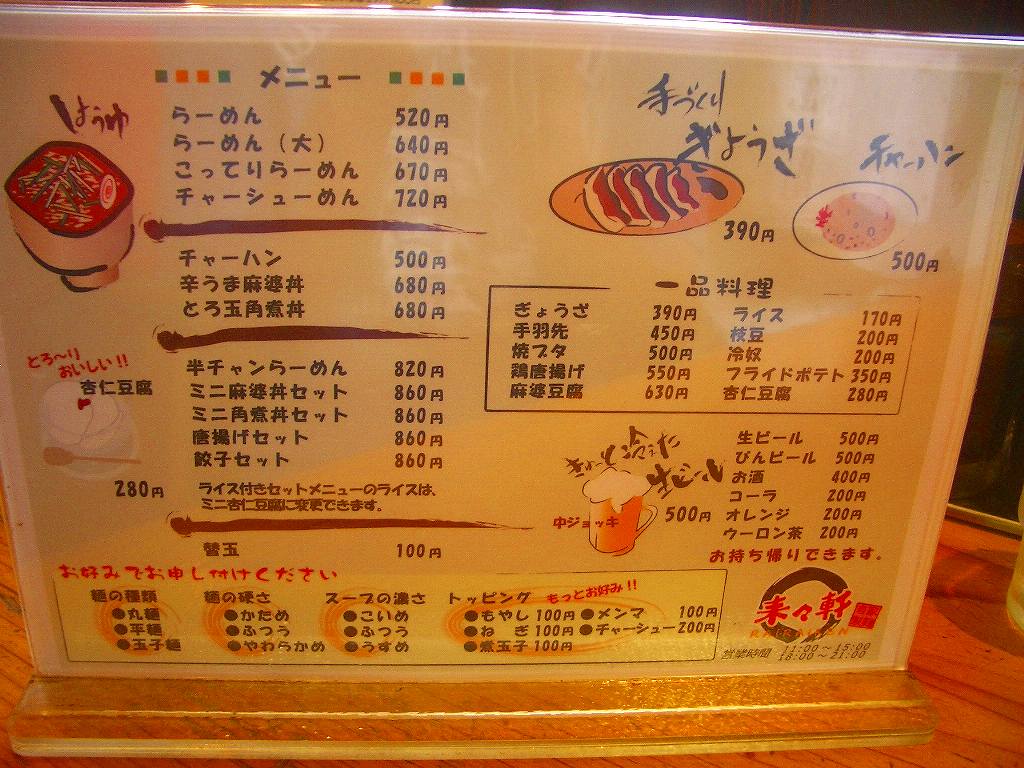 メニュー
しょうゆ
らーめん 520円
らーめん(大) 640円
こってりらーめん 670円
チャーシューめん 720円
チャーハン 500円
辛うま麻婆丼 680円
とろ玉角煮丼 680円
とろ〜り
おいしい!!
杏仁豆腐
280円
半チャンらーめん 820円
ミニ麻婆丼セット 860円
ミニ角煮丼セット 860円
唐揚げセット 860円
餃子セット 860円
ライス付きセットメニューのライスは、
ミニ杏仁豆腐に変更できます。
替玉 100円
手づくり
ぎょうざ
390円
チャーハン
500円
一品料理
ぎょうざ 390円 ライス 170円
手羽先 450円 枝豆 200円
焼ブタ 500円 冷奴 200円
鶏唐揚げ 550円 フライドポテト 350円
麻婆豆腐 630円 杏仁豆腐 280円
きょーと冷えた
生ビール
中ジョッキ 500円
生ビール 500円
びんビール 500円
お酒 400円
コーラ 200円
オレンジ 200円
ウーロン茶 200円
お持ち帰りできます。
お好みでお申し付けください
麺の種類 麺の硬さ スープの濃さ トッピング もっとお好み!!
●丸麺 ●かため ●こいめ ●もやし 100円 ●メンマ 100円
●平麺 ●ふつう ●ふつう ●ねぎ 100円 ●チャーシュー 200円
●玉子麺 ●やわらかめ ●うすめ ●煮玉子 100円
来々軒
RAIRAIKEN
営業時間 11:00〜15:00
18:00〜21:00